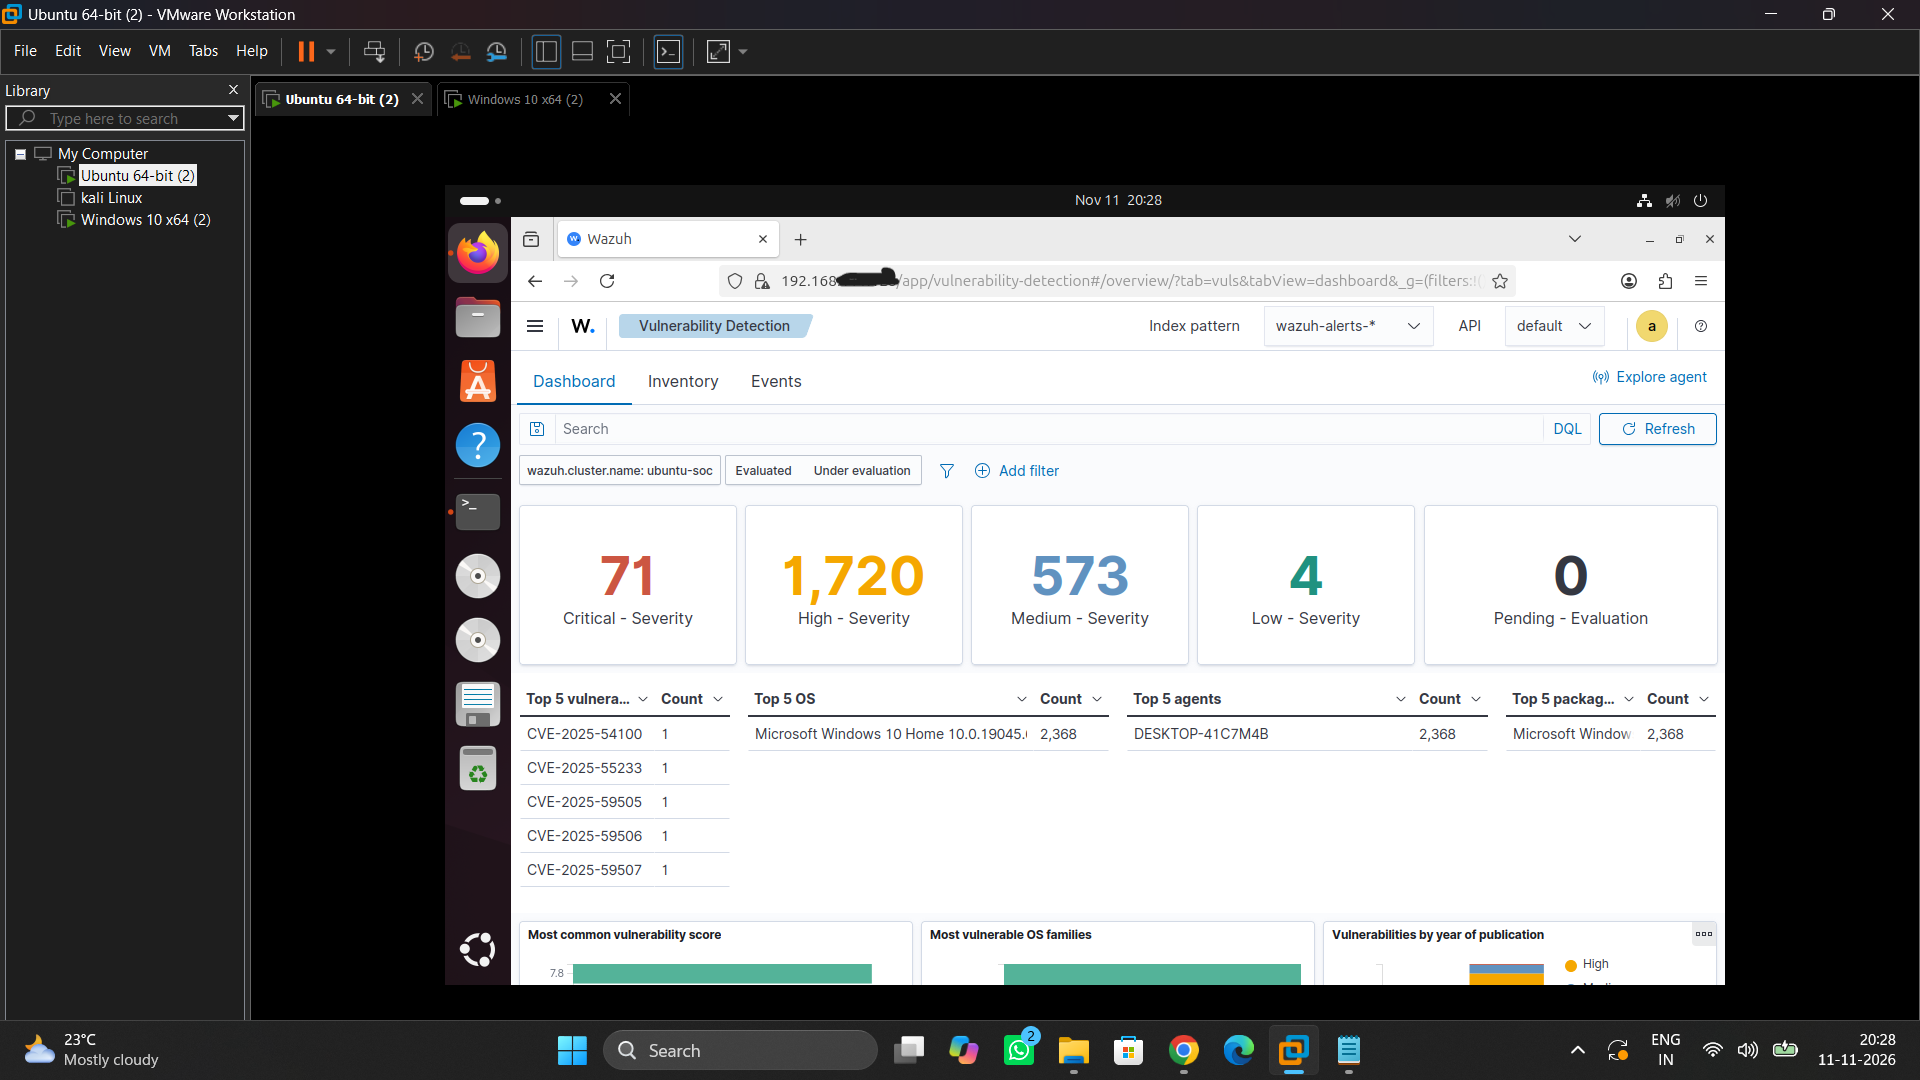 Ubuntu 64-bit (2) - VMware Workstation
File Edit View VM Tabs Help
Library
Type here to search
My Computer
Ubuntu 64-bit (2)
kali Linux
Windows 10 x64 (2)
Ubuntu 64-bit (2)
Windows 10 x64 (2)
Nov 11 20:28
Wazuh
192.168 /app/vulnerability-detection#/overview/?tab=vuls&tabView=dashboard&_g=(filters:!(
W. Vulnerability Detection Index pattern wazuh-alerts-* API default a
Dashboard Inventory Events Explore agent
Search DQL Refresh
wazuh.cluster.name: ubuntu-soc Evaluated Under evaluation Add filter
71
Critical - Severity
1,720
High - Severity
573
Medium - Severity
4
Low - Severity
0
Pending - Evaluation
Top 5 vulnera... Count
CVE-2025-54100 1
CVE-2025-55233 1
CVE-2025-59505 1
CVE-2025-59506 1
CVE-2025-59507 1
Top 5 OS Count
Microsoft Windows 10 Home 10.0.19045.( 2,368
Top 5 agents Count
DESKTOP-41C7M4B 2,368
Top 5 packag... Count
Microsoft Window 2,368
Most common vulnerability score
7.8
Most vulnerable OS families
Vulnerabilities by year of publication
High
23°C
Mostly cloudy
Search
2
ENG
IN
20:28
11-11-2026